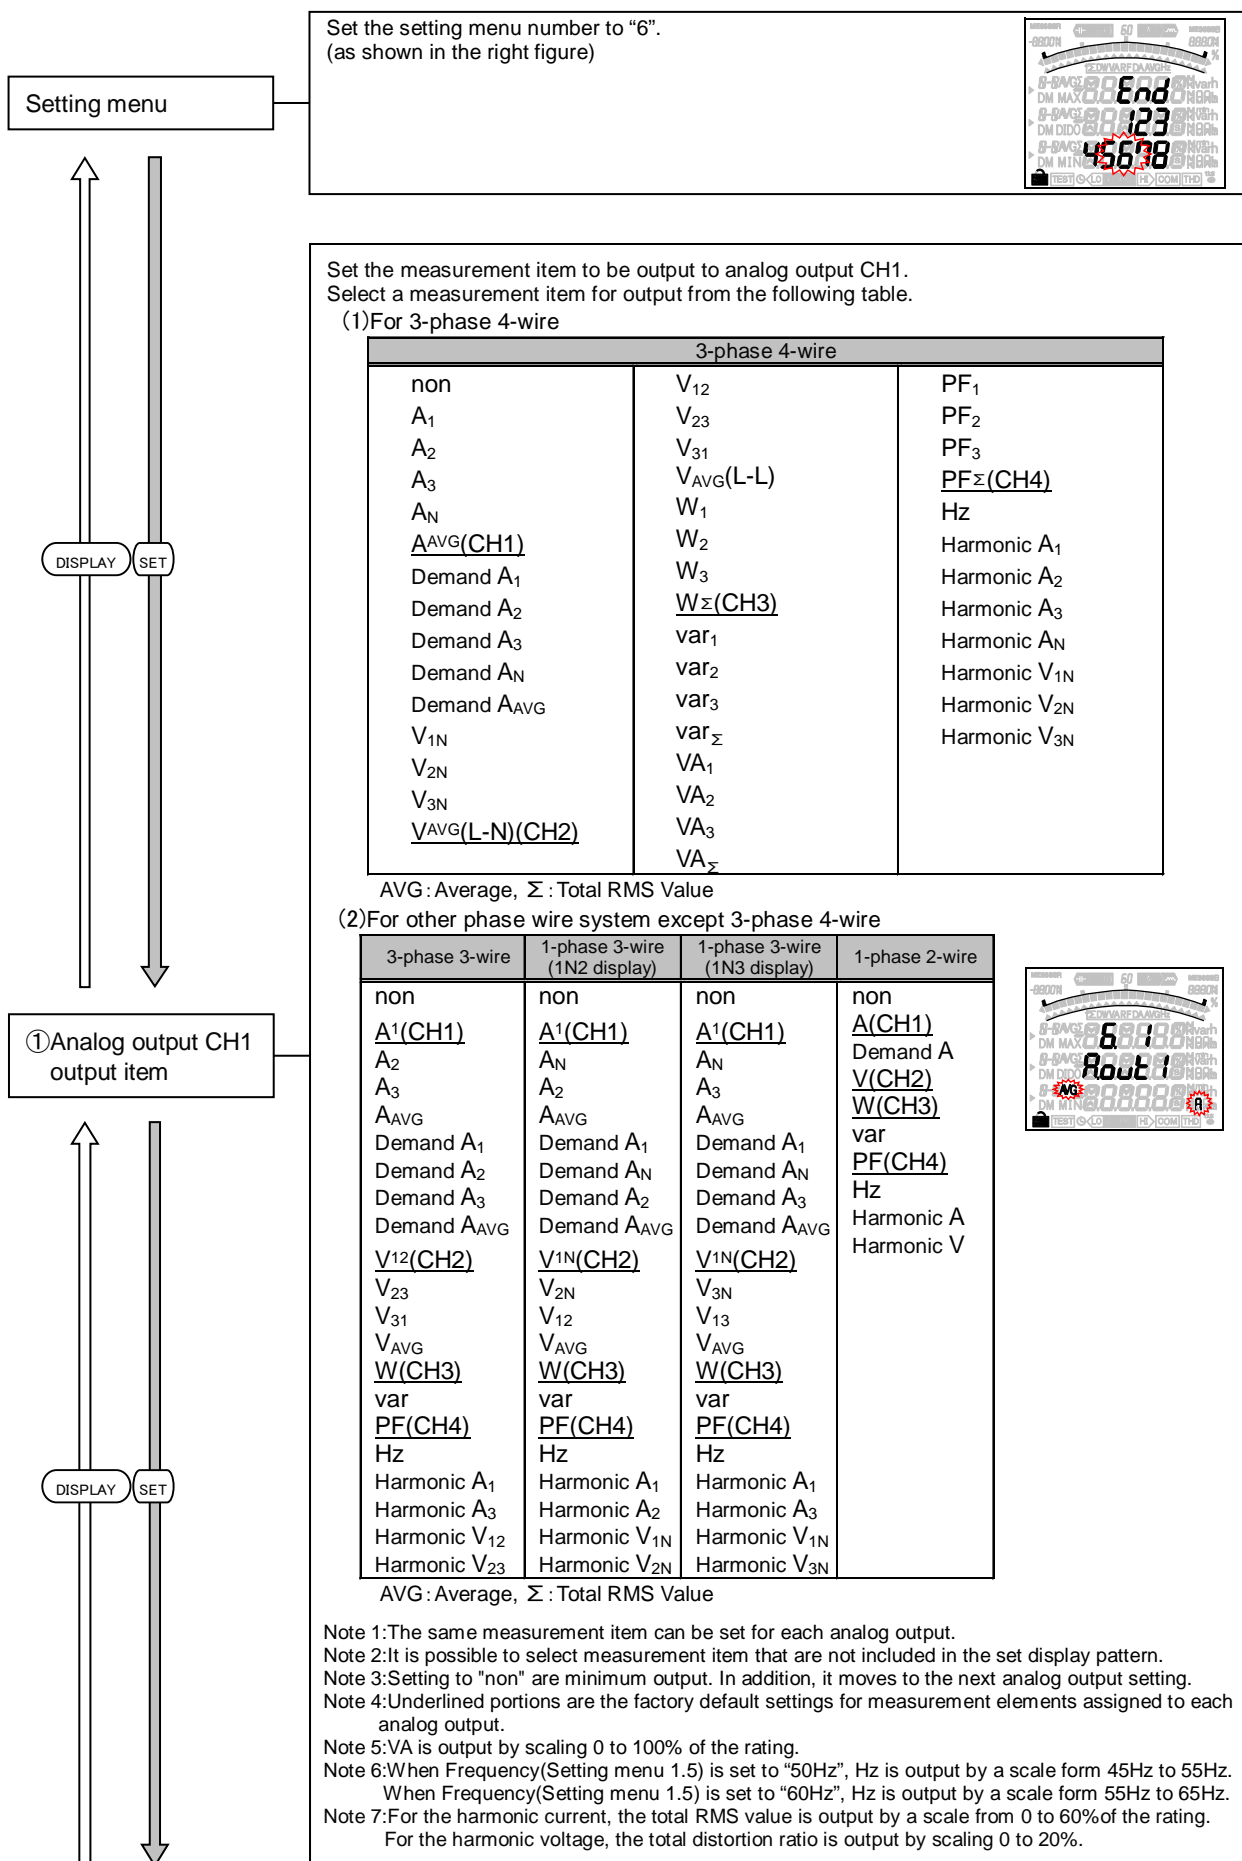 Set the setting menu number to “6”.
(as shown in the right figure)
Setting menu
End
123
45678
DISPLAY
SET
Set the measurement item to be output to analog output CH1.
Select a measurement item for output from the following table.
(1)For 3-phase 4-wire
3-phase 4-wire
non
A1
A2
A3
AN
AAVG(CH1)
Demand A1
Demand A2
Demand A3
Demand AN
Demand AAVG
V1N
V2N
V3N
VAVG(L-N)(CH2)
V12
V23
V31
VAVG(L-L)
W1
W2
W3
WΣ(CH3)
var1
var2
var3
varΣ
VA1
VA2
VA3
VAΣ
PF1
PF2
PF3
PFΣ(CH4)
Hz
Harmonic A1
Harmonic A2
Harmonic A3
Harmonic AN
Harmonic V1N
Harmonic V2N
Harmonic V3N
AVG:Average, Σ:Total RMS Value
(2)For other phase wire system except 3-phase 4-wire
3-phase 3-wire
non
A1(CH1)
A2
A3
AAVG
Demand A1
Demand A2
Demand A3
Demand AAVG
V12(CH2)
V23
V31
VAVG
W(CH3)
var
PF(CH4)
Hz
Harmonic A1
Harmonic A3
Harmonic V12
Harmonic V23
1-phase 3-wire
(1N2 display)
non
A1(CH1)
AN
A2
AAVG
Demand A1
Demand AN
Demand A2
Demand AAVG
V1N(CH2)
V2N
V12
VAVG
W(CH3)
var
PF(CH4)
Hz
Harmonic A1
Harmonic A2
Harmonic V1N
Harmonic V2N
1-phase 3-wire
(1N3 display)
non
A1(CH1)
AN
A3
AAVG
Demand A1
Demand AN
Demand A3
Demand AAVG
V1N(CH2)
V3N
V13
VAVG
W(CH3)
var
PF(CH4)
Hz
Harmonic A1
Harmonic A3
Harmonic V1N
Harmonic V3N
1-phase 2-wire
non
A(CH1)
Demand A
V(CH2)
W(CH3)
var
PF(CH4)
Hz
Harmonic A
Harmonic V
AVG:Average, Σ:Total RMS Value
①Analog output CH1
output item
6. 1
A.out1
AVG
A
DISPLAY
SET
Note 1:The same measurement item can be set for each analog output.
Note 2:It is possible to select measurement item that are not included in the set display pattern.
Note 3:Setting to "non" are minimum output. In addition, it moves to the next analog output setting.
Note 4:Underlined portions are the factory default settings for measurement elements assigned to each
analog output.
Note 5:VA is output by scaling 0 to 100% of the rating.
Note 6:When Frequency(Setting menu 1.5) is set to “50Hz”, Hz is output by a scale form 45Hz to 55Hz.
When Frequency(Setting menu 1.5) is set to “60Hz”, Hz is output by a scale form 55Hz to 65Hz.
Note 7:For the harmonic current, the total RMS value is output by a scale from 0 to 60%of the rating.
For the harmonic voltage, the total distortion ratio is output by scaling 0 to 20%.